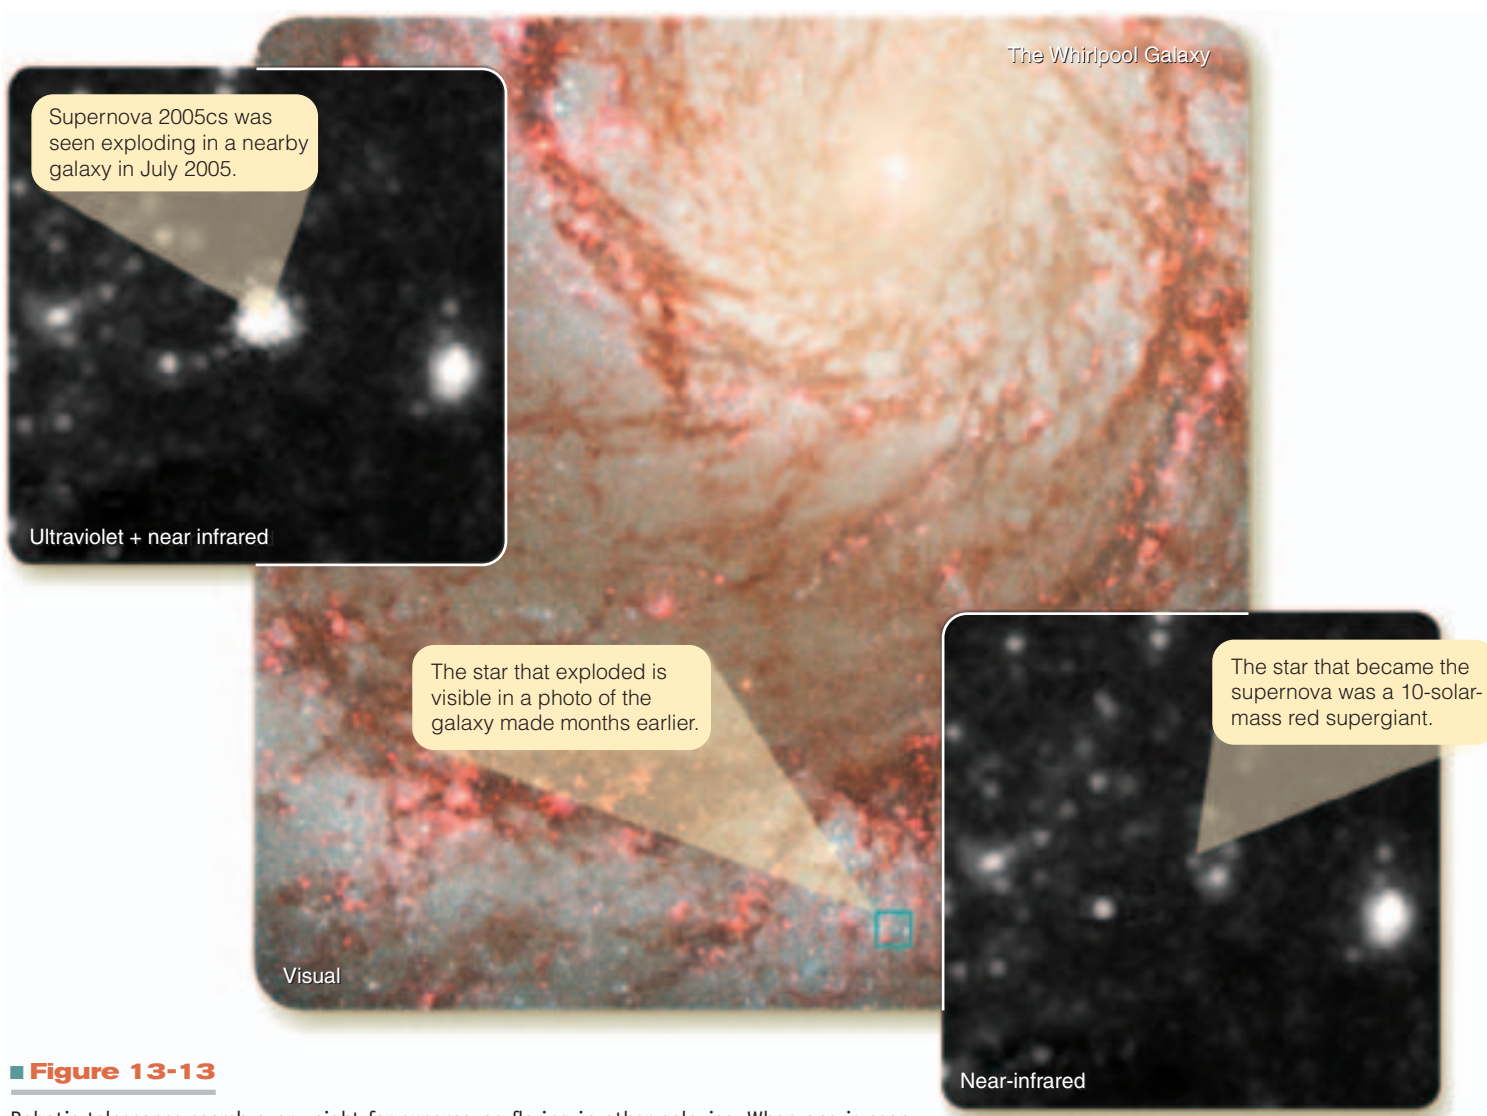 The Whirlpool Galaxy
Supernova 2005cs was
seen exploding in a nearby
galaxy in July 2005.
Ultraviolet + near infrared
The star that exploded is
visible in a photo of the
galaxy made months earlier.
The star that became the
supernova was a 10-solar-
mass red supergiant.
Visual
Near-infrared
Figure 13-13